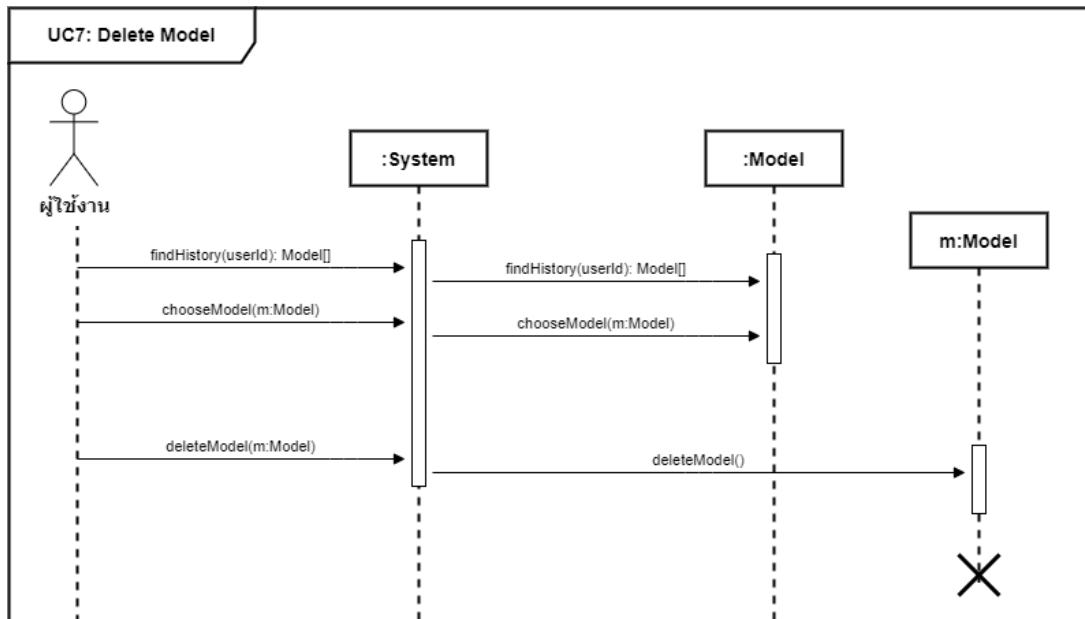 UC7: Delete Model
ผู้ใช้งาน
:System
:Model
m:Model
findHistory(userId): Model[]
findHistory(userId): Model[]
chooseModel(m:Model)
chooseModel(m:Model)
deleteModel(m:Model)
deleteModel()